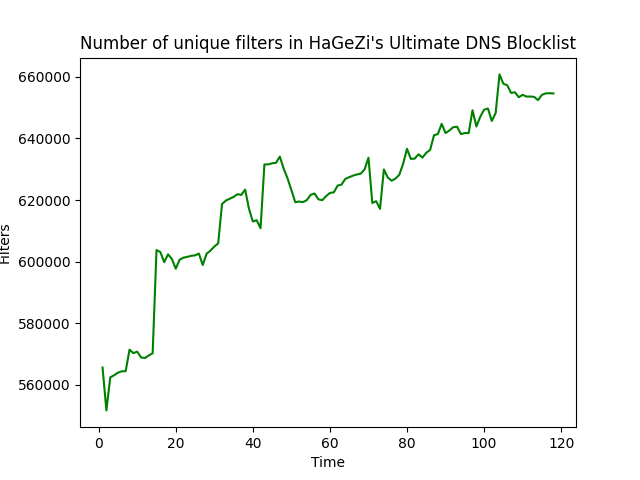 Number of unique filters in HaGeZi's Ultimate DNS Blocklist
660000
640000
620000
600000
580000
560000
Filters
0 20 40 60 80 100 120
Time